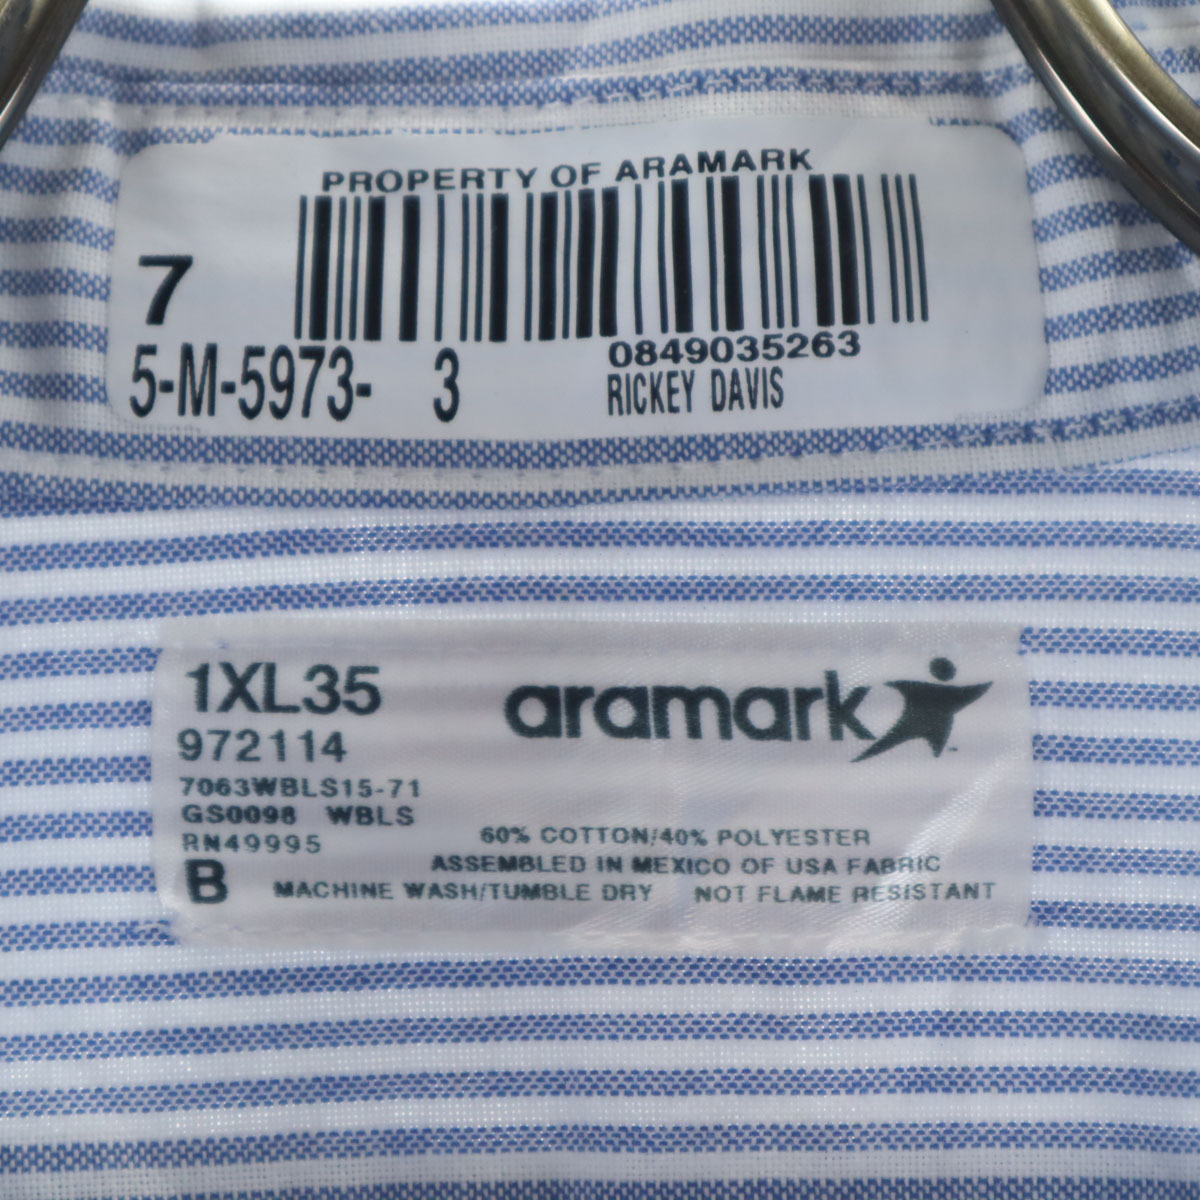 PROPERTY OF ARAMARK
7
5-M-5973- 3
0849035263
RICKEY DAVIS
1XL35
aramark
972114
7063WBLS15-71
GS0098 WBLS
RN49995
60% COTTON/40% POLYESTER
ASSEMBLED IN MEXICO OF USA FABRIC
B MACHINE WASH/TUMBLE DRY NOT FLAME RESISTANT